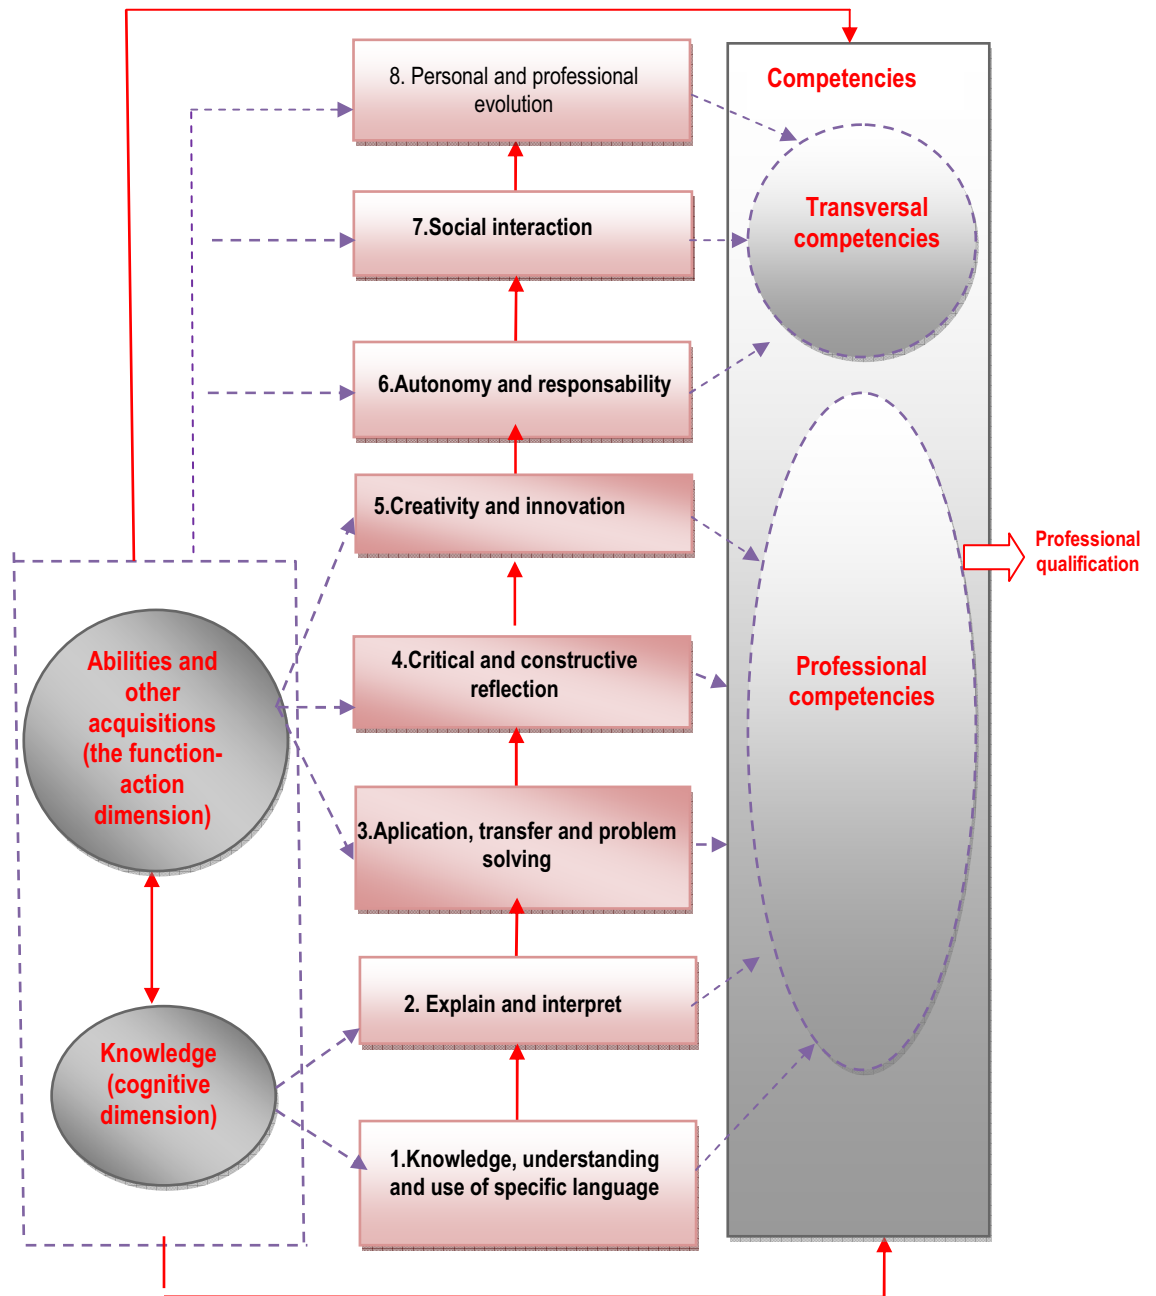 8. Personal and professional
evolution
Competencies
7.Social interaction
Transversal
competencies
6.Autonomy and responsability
5.Creativity and innovation
Professional
qualification
Abilities and
other
acquisitions
(the function-
action
dimension)
4.Critical and constructive
reflection
Professional
competencies
3.Aplication, transfer and problem
solving
2. Explain and interpret
Knowledge
(cognitive
dimension)
1.Knowledge, understanding
and use of specific language